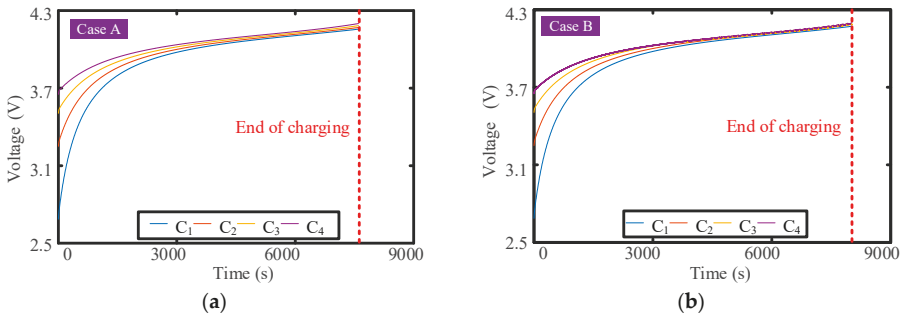 4.3
Case A
3.7
Voltage (V)
End of charging
3.1
C1 C2 C3 C4
2.5
0 3000 6000 9000
Time (s)
(a)
4.3
Case B
3.7
Voltage (V)
End of charging
3.1
C1 C2 C3 C4
2.5
0 3000 6000 9000
Time (s)
(b)